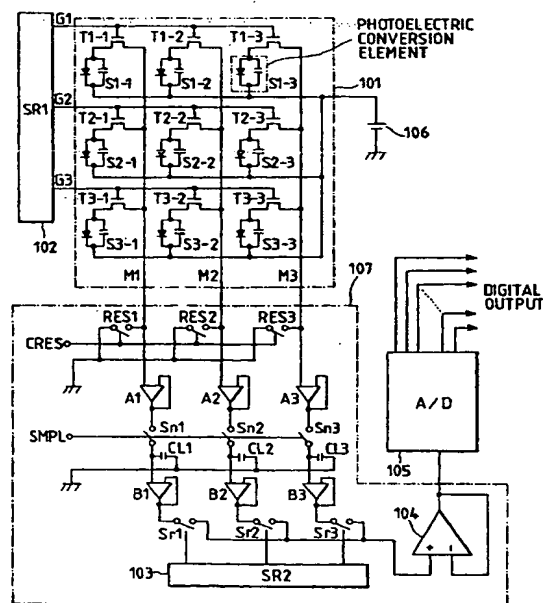 G1
PHOTOELECTRIC
CONVERSION
ELEMENT
T1-1 T1-2 T1-3
S1-1 S1-2 S1-3
101
SR1
G2
T2-1 T2-2 T2-3
106
S2-1 S2-2 S2-3
G3
T3-1 T3-2 T3-3
S3-1 S3-2 S3-3
102
M1 M2 M3
107
DIGITAL
OUTPUT
RES1 RES2 RES3
CRES
A1 A2 A3
A/D
Sn1 Sn2 Sn3
SMPL
CL1 CL2 CL3
105
B1 B2 B3
104
+ -
Sr1 Sr2 Sr3
103
SR2